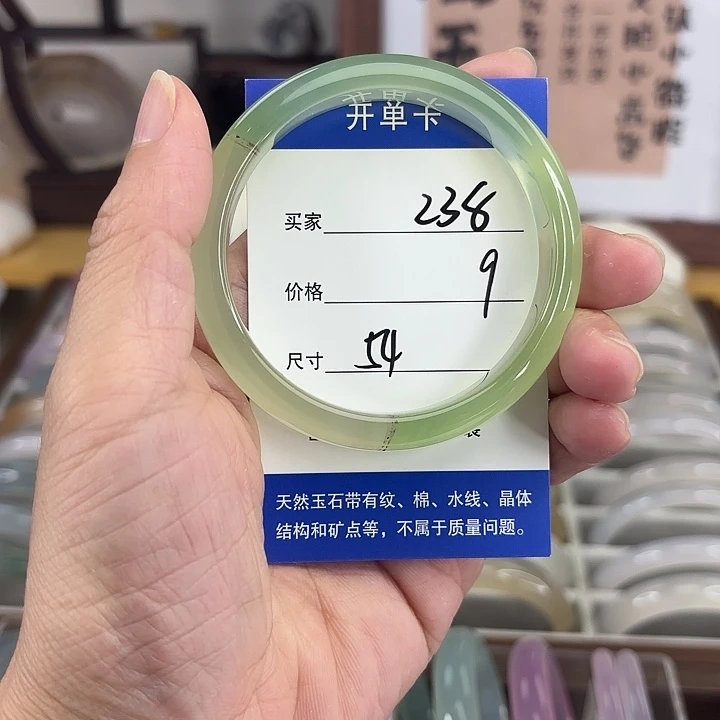 开单卡
买家 238
价格 9
尺寸 54
天然玉石带有纹、棉、水线、晶体
结构和矿点等，不属于质量问题。